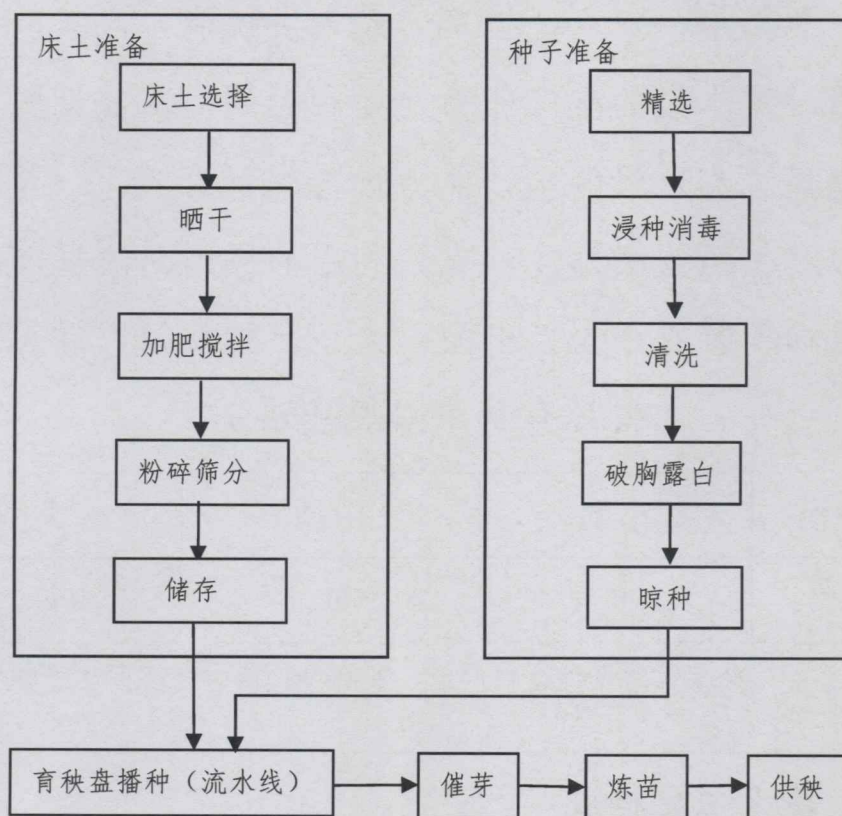 床土准备
床土选择
晒干
加肥搅拌
粉碎筛分
储存
种子准备
精选
浸种消毒
清洗
破胸露白
晾种
育秧盘播种（流水线）
催芽
炼苗
供秧